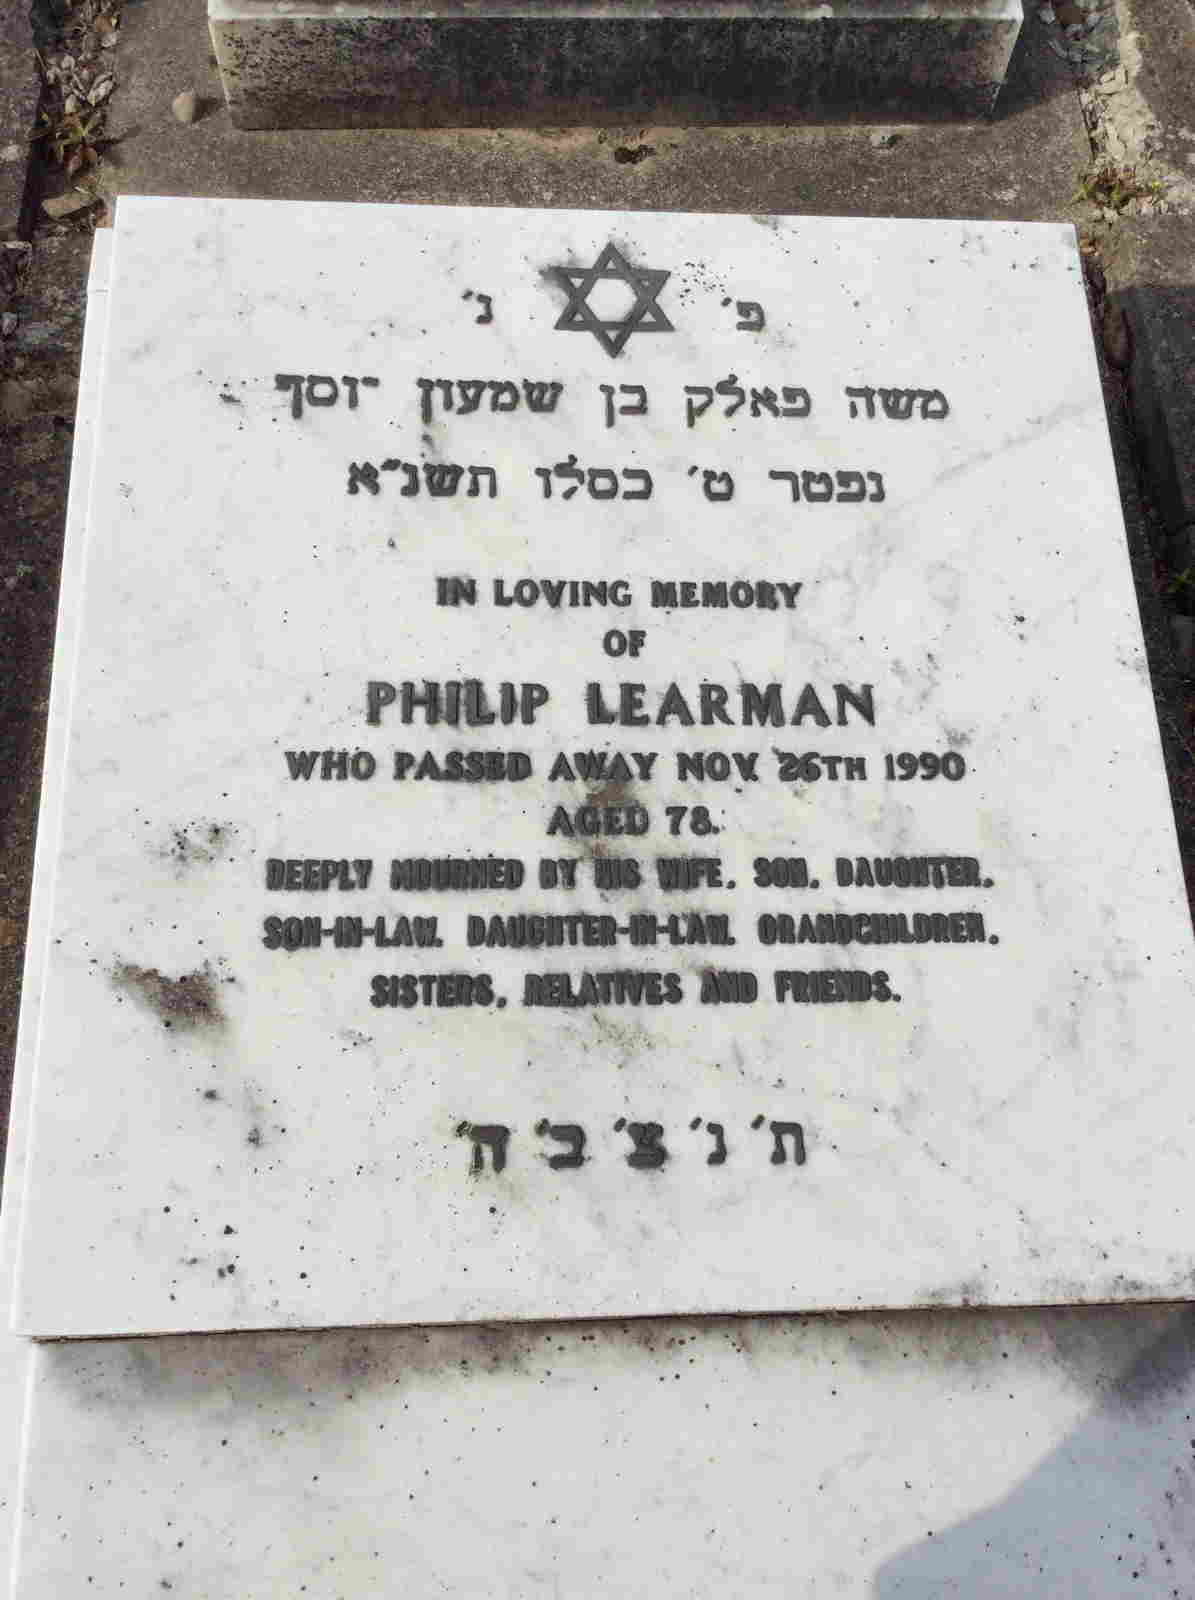 פ׳ נ׳
משה פאלק בן שמעון יוסף
נפטר ט׳ כסלו תשנ״א
IN LOVING MEMORY
OF
PHILIP LEARMAN
WHO PASSED AWAY NOV. 26TH 1990
AGED 78.
DEEPLY MOURNED BY HIS WIFE, SON, DAUGHTER,
SON-IN-LAW, DAUGHTER-IN-LAW, GRANDCHILDREN,
SISTERS, RELATIVES AND FRIENDS.
ת׳ נ׳ צ׳ ב׳ ה׳